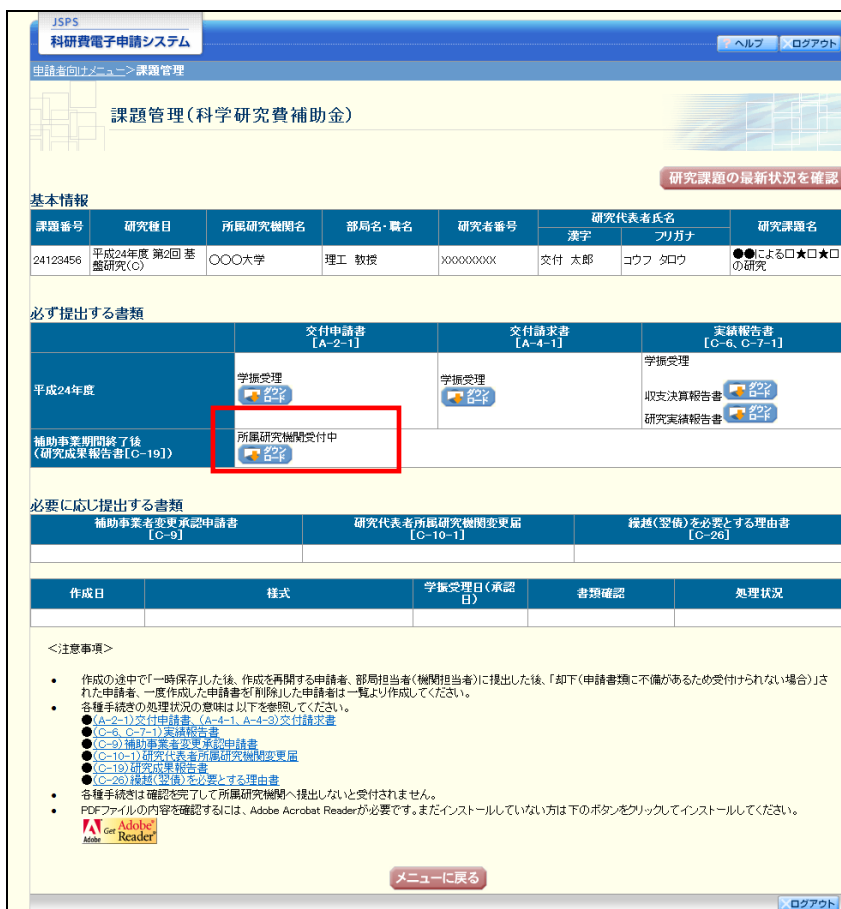 JSPS
科研費電子申請システム
? ヘルプ
ログアウト
申請者向けメニュー>課題管理
課題管理(科学研究費補助金)
研究課題の最新状況を確認
基本情報
課題番号 研究種目 所属研究機関名 部局名・職名 研究者番号 研究代表者氏名 研究課題名
漢字 フリガナ
24123456 平成24年度 第2回 基盤研究(C) 〇〇〇大学 理工 教授 XXXXXXXX 交付 太郎 コウフ タロウ ●●による□★□★□の研究
必ず提出する書類
交付申請書 交付請求書 実績報告書
[A-2-1] [A-4-1] [C-6、C-7-1]
平成24年度
学振受理 ダウンロード
学振受理 ダウンロード
学振受理
収支決算報告書 ダウンロード
研究実績報告書 ダウンロード
補助事業期間終了後
(研究成果報告書[C-19])
所属研究機関受付中
ダウンロード
必要に応じ提出する書類
補助事業者変更承認申請書 研究代表者所属研究機関変更届 繰越(翌債)を必要とする理由書
[C-9] [C-10-1] [C-26]
作成日 様式 学振受理日(承認日) 書類確認 処理状況
<注意事項>
• 作成の途中で「一時保存」した後、作成を再開する申請者、部局担当者(機関担当者)に提出した後、「却下(申請書類に不備があるため受付けられない場合)」さ
れた申請者、一度作成した申請書を「削除」した申請者は一覧より作成してください。
• 各種手続きの処理状況の意味は以下を参照してください。
●(A-2-1)交付申請書、(A-4-1、A-4-3)交付請求書
●(C-6、C-7-1)実績報告書
●(C-9)補助事業者変更承認申請書
●(C-10-1)研究代表者所属研究機関変更届
●(C-19)研究成果報告書
●(C-26)繰越(翌債)を必要とする理由書
• 各種手続きは確認を完了して所属研究機関へ提出しないと受付されません。
• PDFファイルの内容を確認するには、Adobe Acrobat Readerが必要です。まだインストールしていない方は下のボタンをクリックしてインストールしてください。
Adobe Get Adobe Reader
メニューに戻る
ログアウト